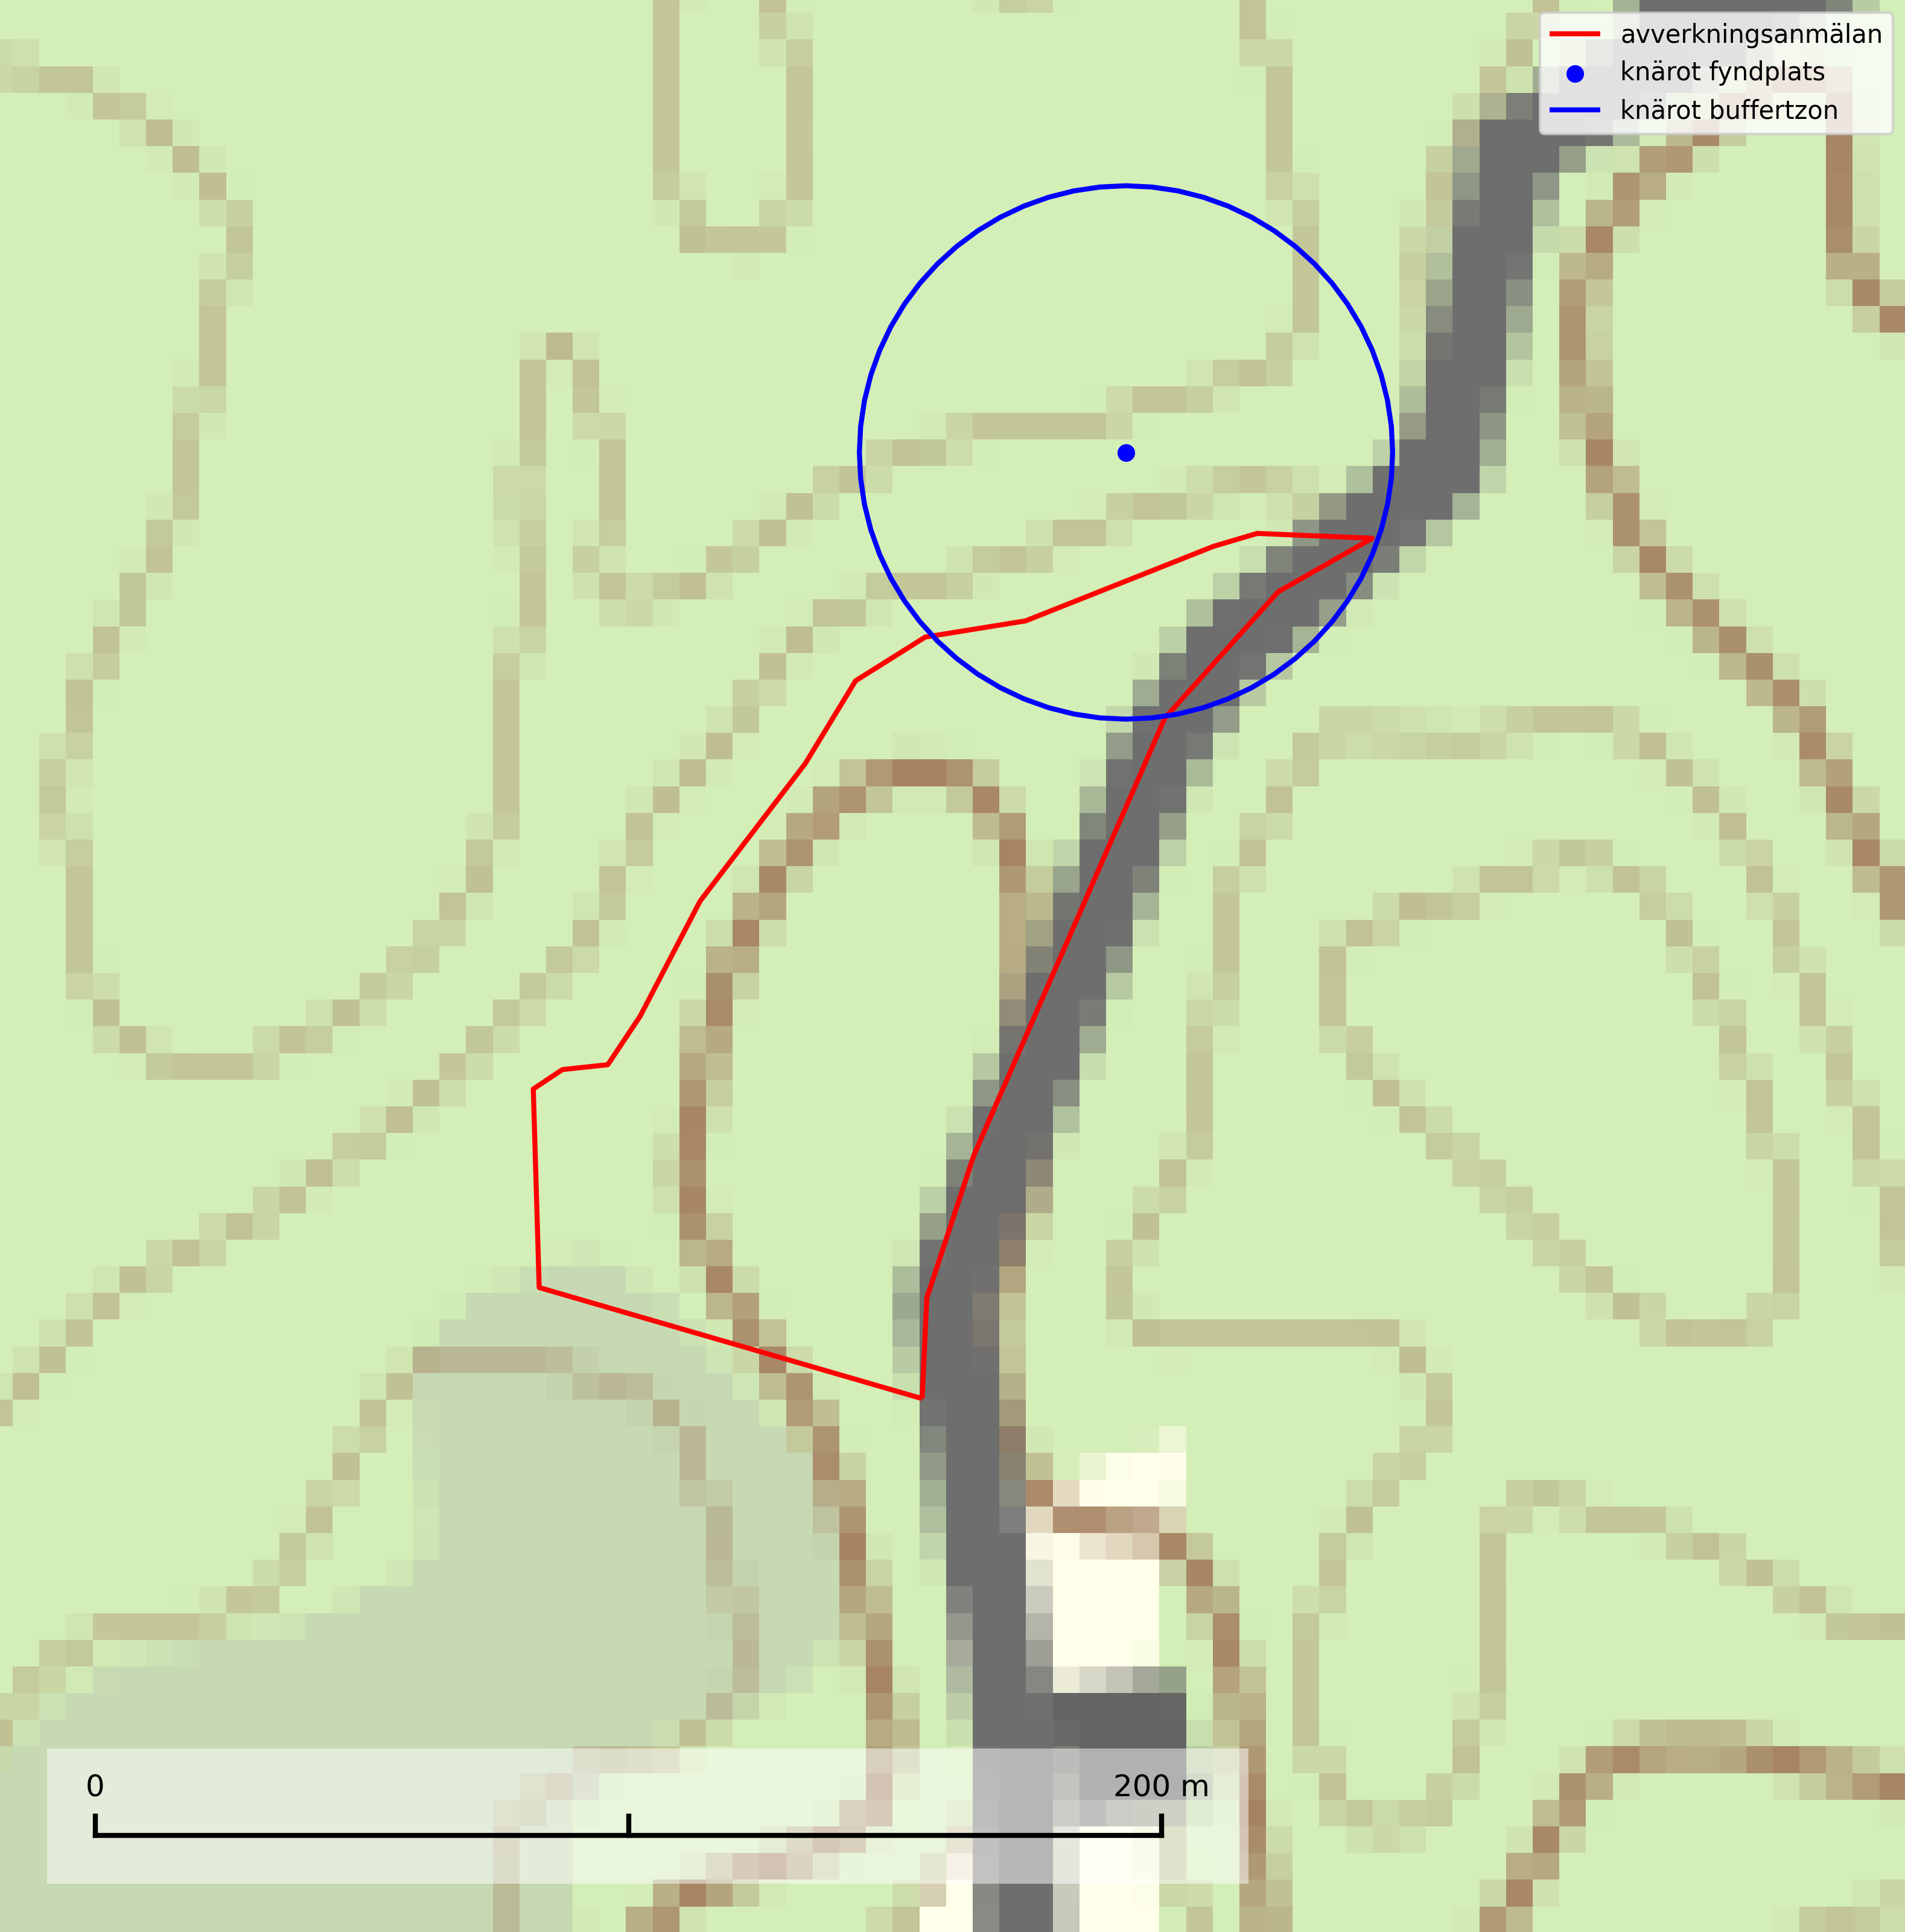 avverkningsanmälan
knärot fyndplats
knärot buffertzon
0 200 m